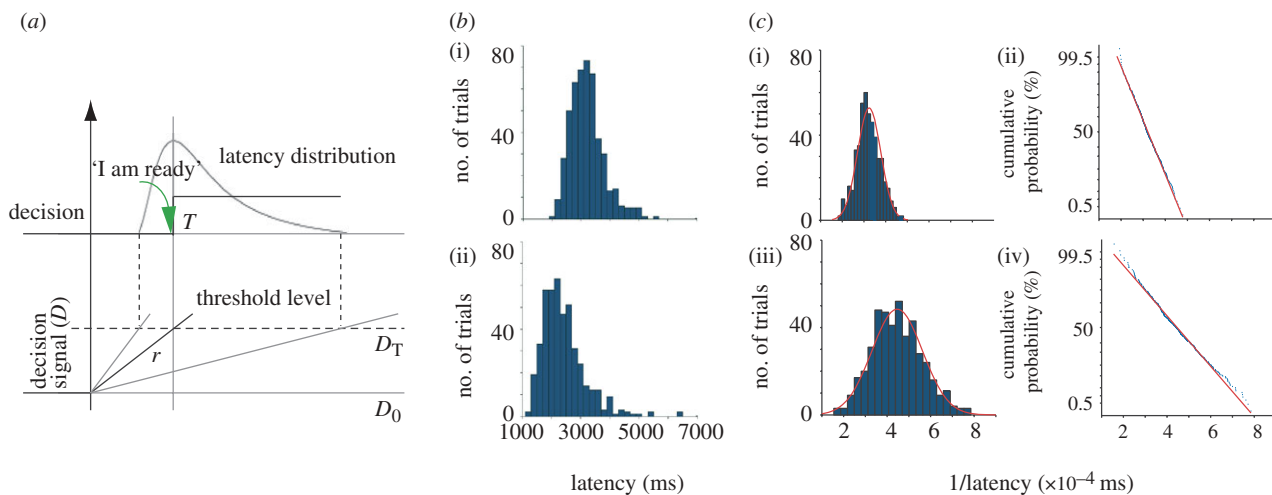 (a)
'I am ready'
latency distribution
decision
T
threshold level
decision
signal (D)
r
D_T
D_0
(b)
(i)
80
40
0
no. of trials
(ii)
80
40
0
no. of trials
1000 3000 5000 7000
latency (ms)
(c)
(i)
80
40
0
no. of trials
(ii)
99.5
50
0.5
cumulative
probability (%)
(iii)
80
40
0
no. of trials
2 4 6 8
(iv)
99.5
50
0.5
cumulative
probability (%)
2 4 6 8
1/latency (×10⁻⁴ ms)